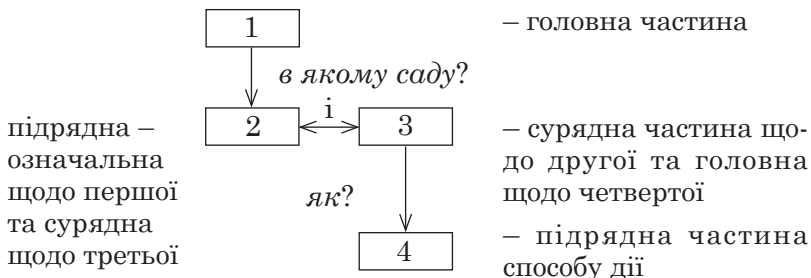 1
– головна частина
в якому саду?
2
і
3
підрядна –
означальна
щодо першої
та сурядна
щодо третьої
– сурядна частина що-
до другої та головна
щодо четвертої
як?
4
– підрядна частина
способу дії